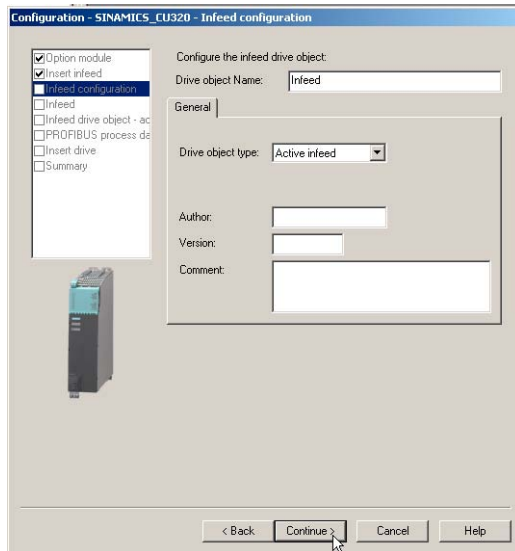 Configuration - SINAMICS_CU320 - Infeed configuration
Option module
Insert infeed
Infeed configuration
Infeed
Infeed drive object - ac
PROFIBUS process da
Insert drive
Summary
Configure the infeed drive object:
Drive object Name: Infeed
General
Drive object type: Active infeed
Author:
Version:
Comment:
< Back Continue > Cancel Help